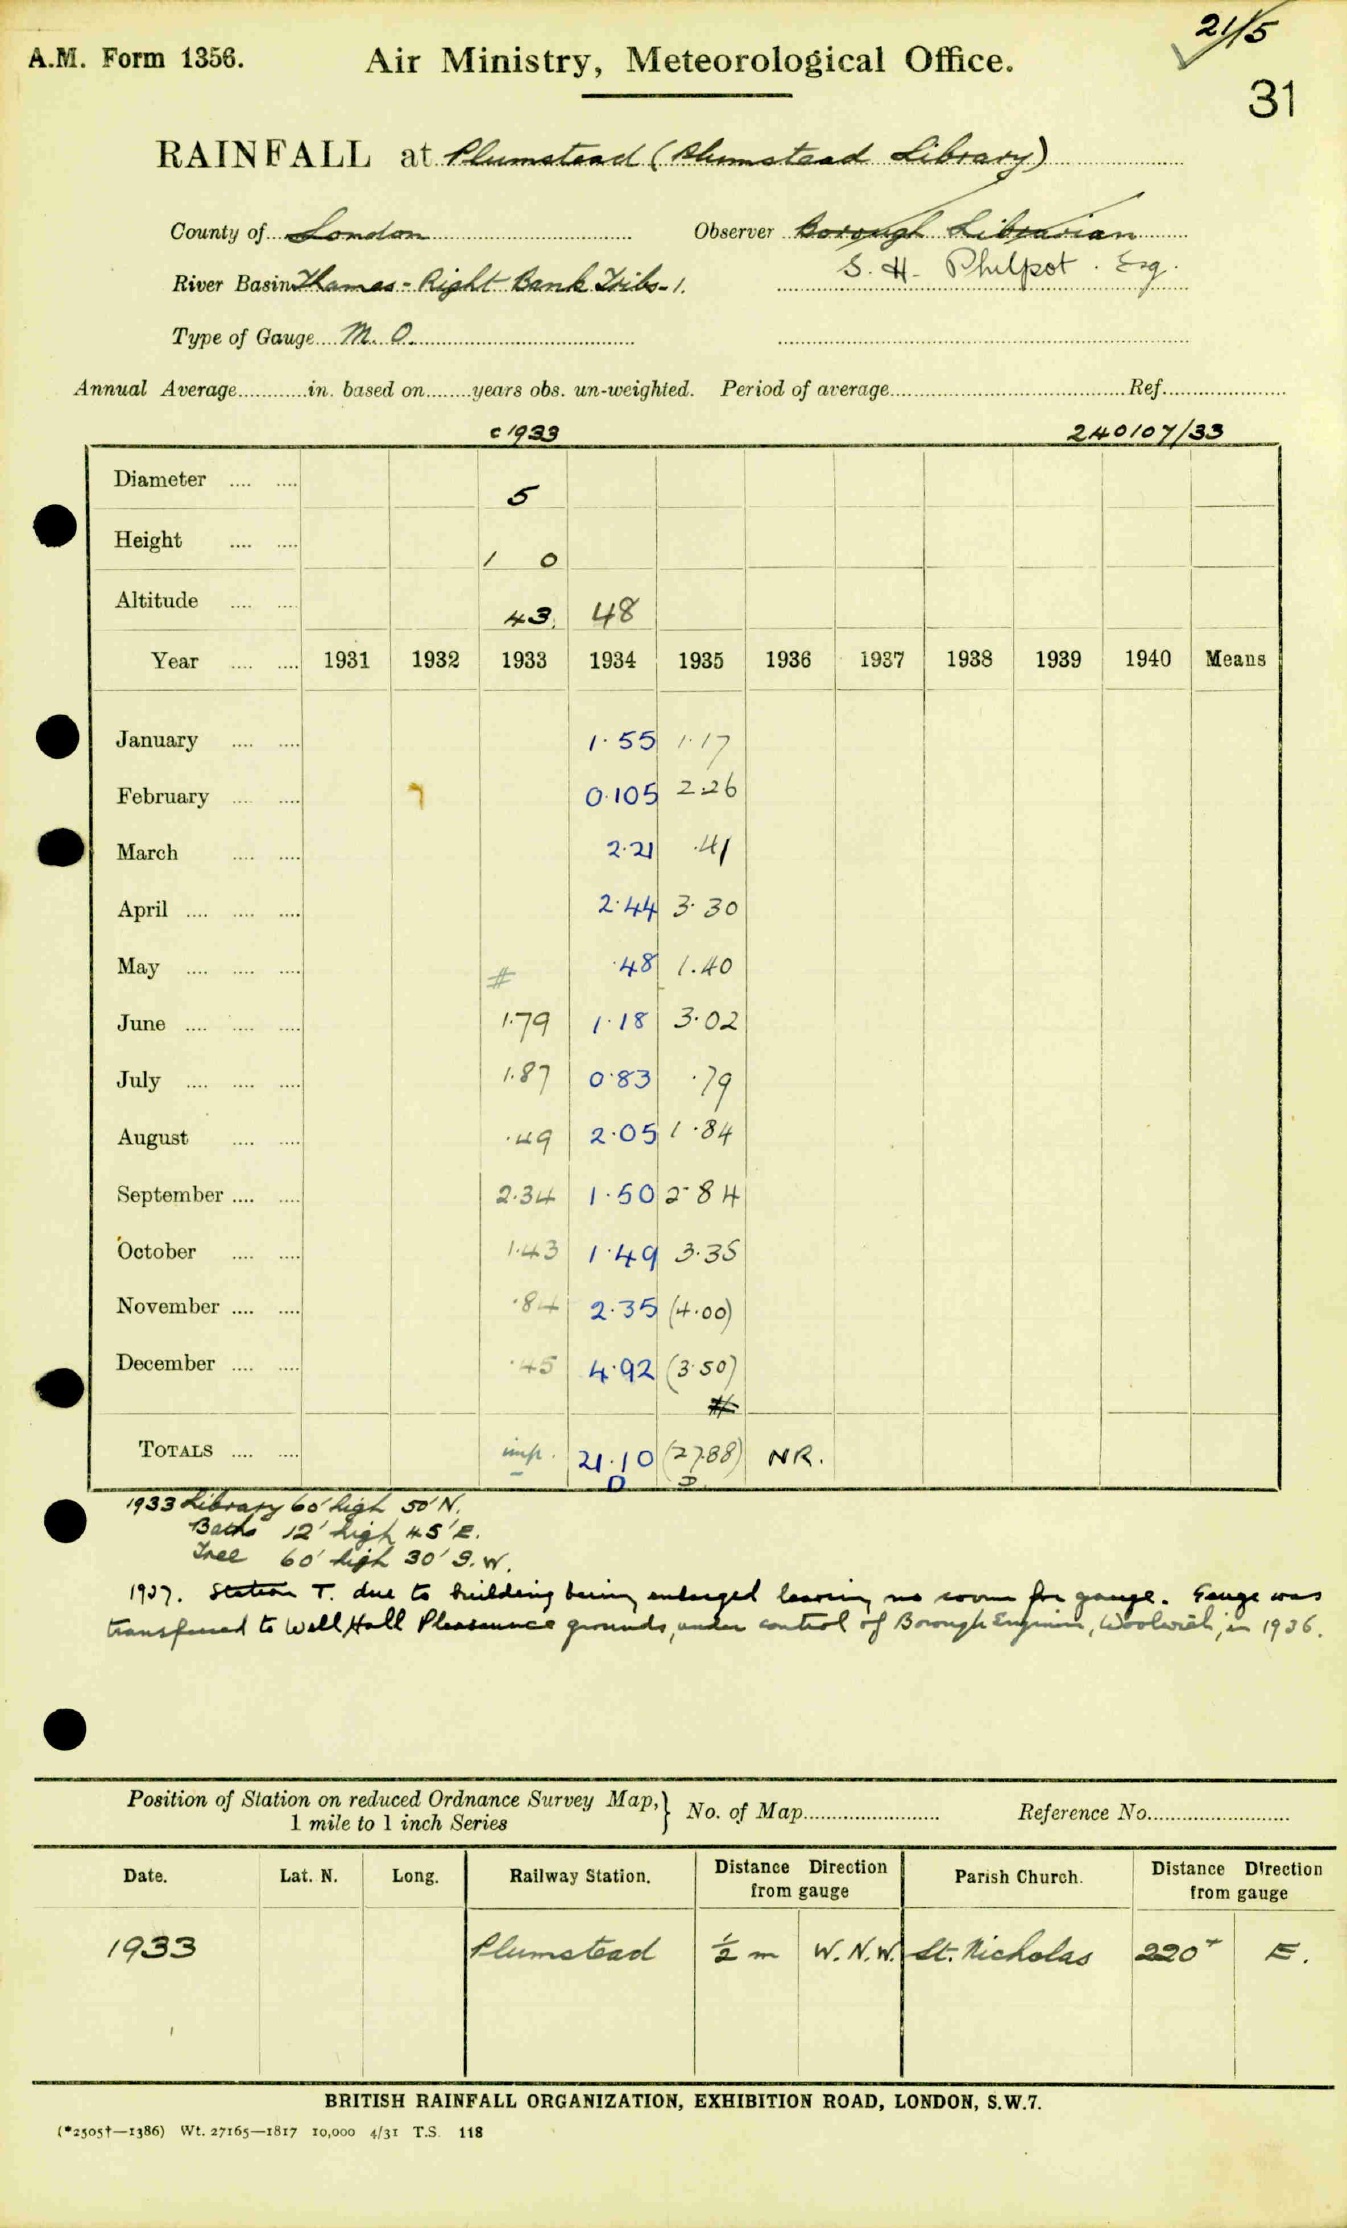 21/15
A.M. Form 1356. Air Ministry, Meteorological Office.
31
RAINFALL at Plumstead (Plumstead Library)
County of London Observer Borough Librarian
S. H. Philpot. Esq.
River Basin Thames - Right Bank Tribs - 1.
Type of Gauge M. O.
Annual Average in. based on years obs. un-weighted. Period of average Ref.
c 1933 240107/33
Diameter 5
Height 1 0
Altitude 43. 48
Year 1931 1932 1933 1934 1935 1936 1937 1938 1939 1940 Means
January 1.55 1.17
February 0.105 2.26
March 2.21 .41
April 2.44 3.30
May # .48 1.40
June 1.79 1.18 3.02
July 1.87 0.83 .79
August .49 2.05 1.84
September 2.34 1.50 2.84
October 1.43 1.49 3.35
November .84 2.35 (4.00)
December .45 4.92 (3.50)
#
TOTALS imp. 21.10 (27.88) NR.
D D
1933 Library 60' high 50' N.
Baths 12' high 45' E.
Tree 60' high 30' S.W.
1937. Station T. due to building being enlarged leaving no room for gauge. Gauge was
transferred to Well Hall Pleasaunce grounds, under control of Borough Engineer, Woolwich, in 1936.
Position of Station on reduced Ordnance Survey Map, } No. of Map Reference No.
1 mile to 1 inch Series
Date. Lat. N. Long. Railway Station. Distance Direction from gauge Parish Church. Distance Direction from gauge
1933 Plumstead ½ m W.N.W. St. Nicholas 220+ E.
BRITISH RAINFALL ORGANIZATION, EXHIBITION ROAD, LONDON, S.W.7.
(*2505†—1386) Wt. 27165—1817 10,000 4/31 T.S. 118